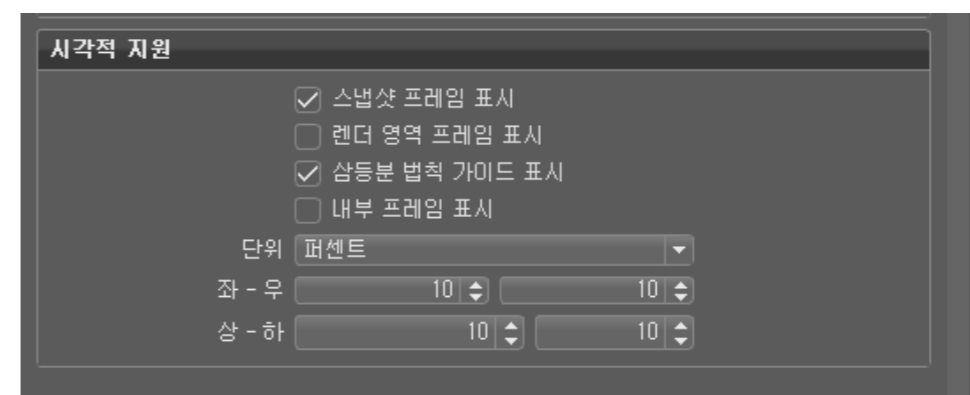 시각적 지원
스냅샷 프레임 표시
렌더 영역 프레임 표시
삼등분 법칙 가이드 표시
내부 프레임 표시
단위 퍼센트
좌 - 우 10 10
상 - 하 10 10